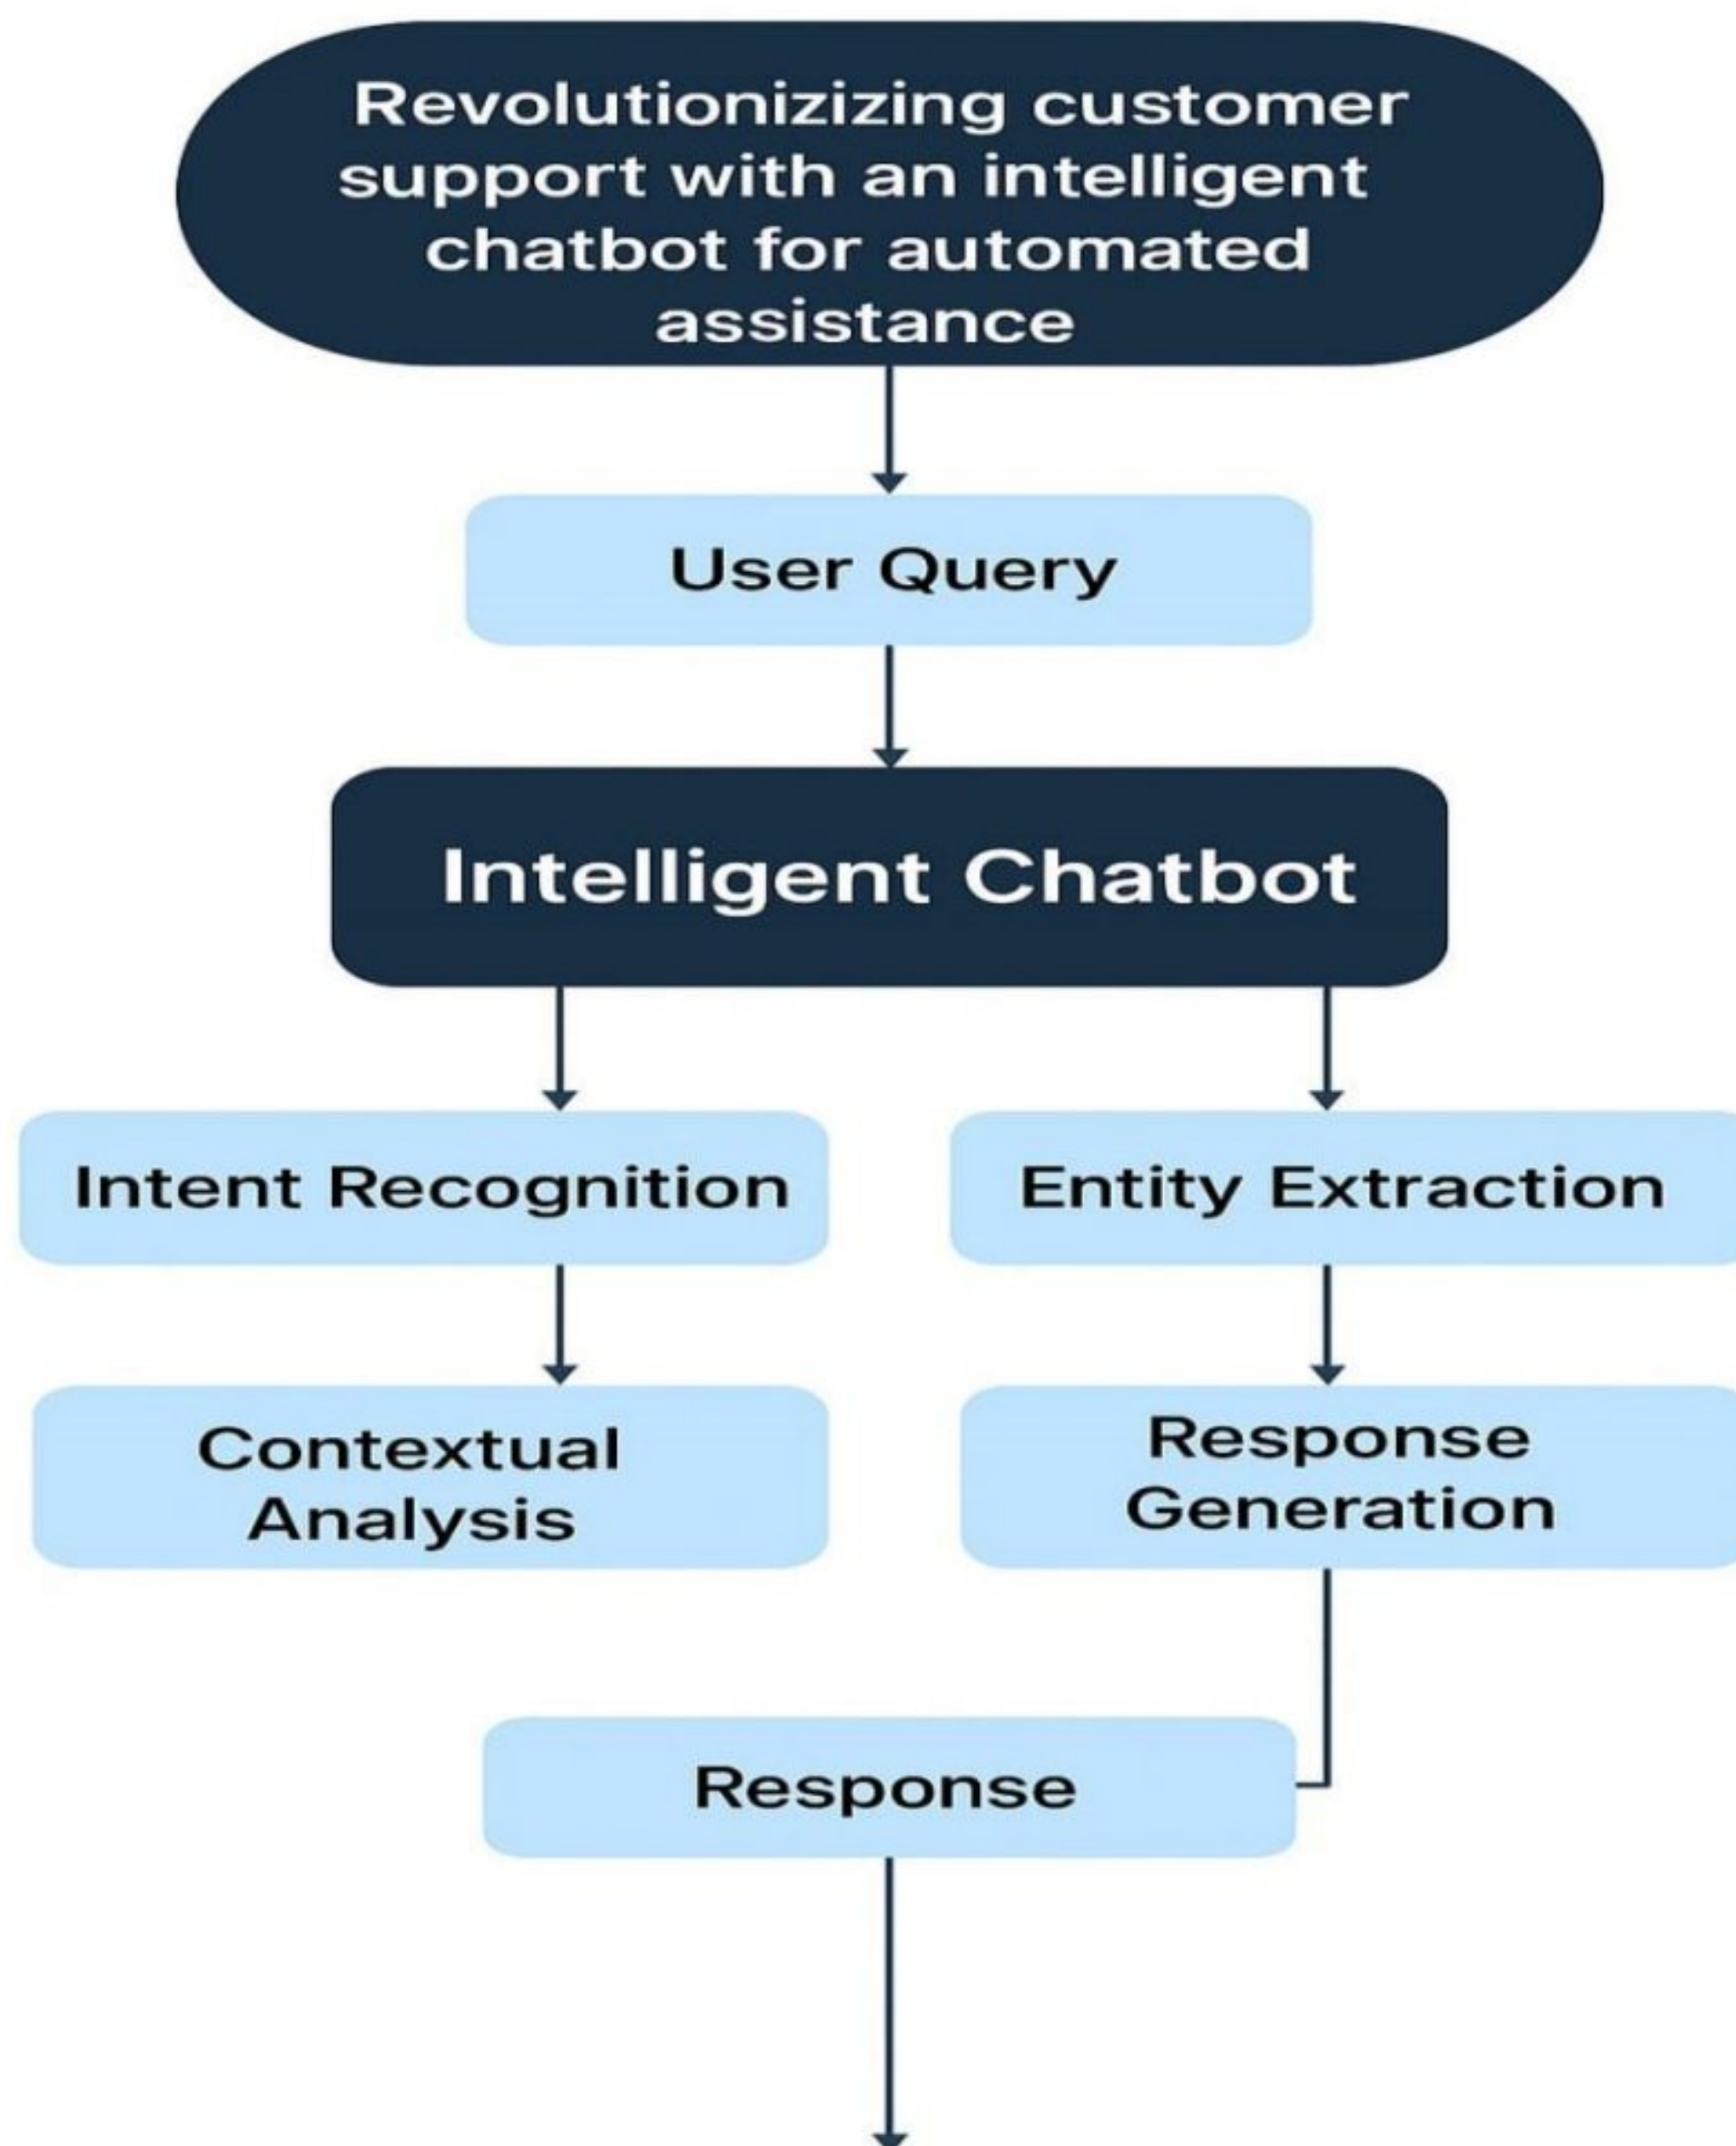 Revolutionizizing customer
support with an intelligent
chatbot for automated
assistance
User Query
Intelligent Chatbot
Intent Recognition
Entity Extraction
Contextual
Analysis
Response
Generation
Response